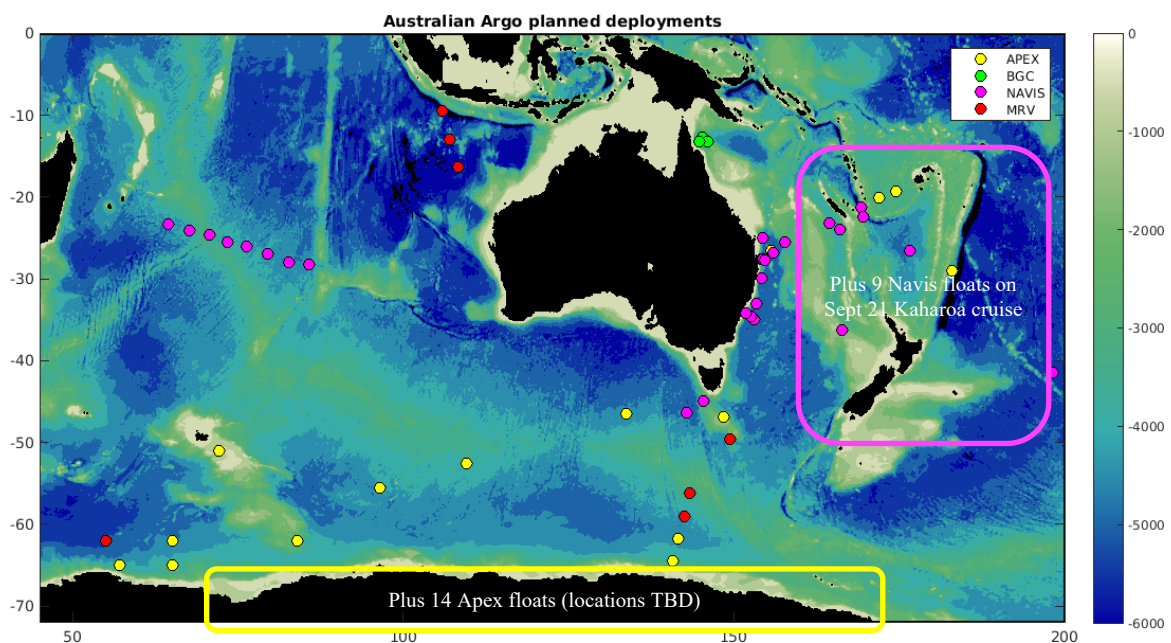 Australian Argo planned deployments
0
-10
-20
-30
-40
-50
-60
-70
50
100
150
200
APEX
BGC
NAVIS
MRV
Plus 9 Navis floats on
Sept 21 Kaharoa cruise
Plus 14 Apex floats (locations TBD)
0
-1000
-2000
-3000
-4000
-5000
-6000